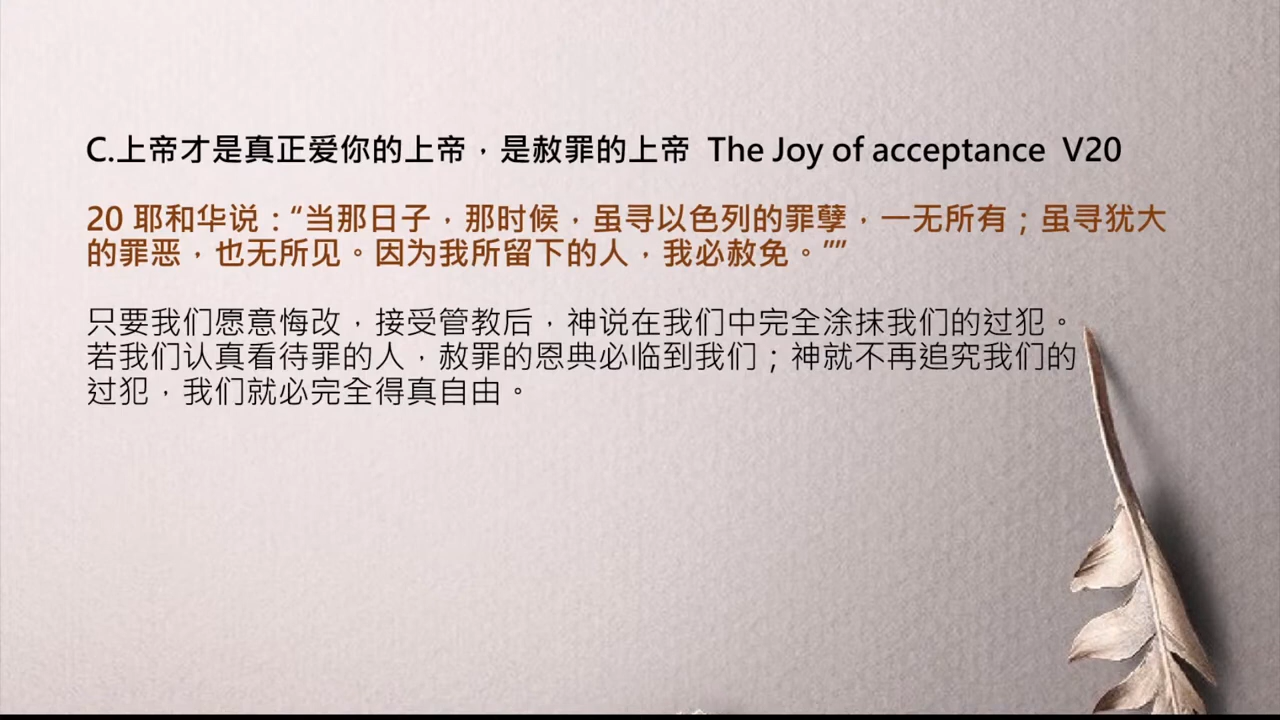 C.上帝才是真正爱你的上帝，是赦罪的上帝 The Joy of acceptance V20
20 耶和华说：“当那日子，那时候，虽寻以色列的罪孽，一无所有；虽寻犹大
的罪恶，也无所见。因为我所留下的人，我必赦免。””
只要我们愿意悔改，接受管教后，神说在我们中完全涂抹我们的过犯。
若我们认真看待罪的人，赦罪的恩典必临到我们；神就不再追究我们的
过犯，我们就必完全得真自由。